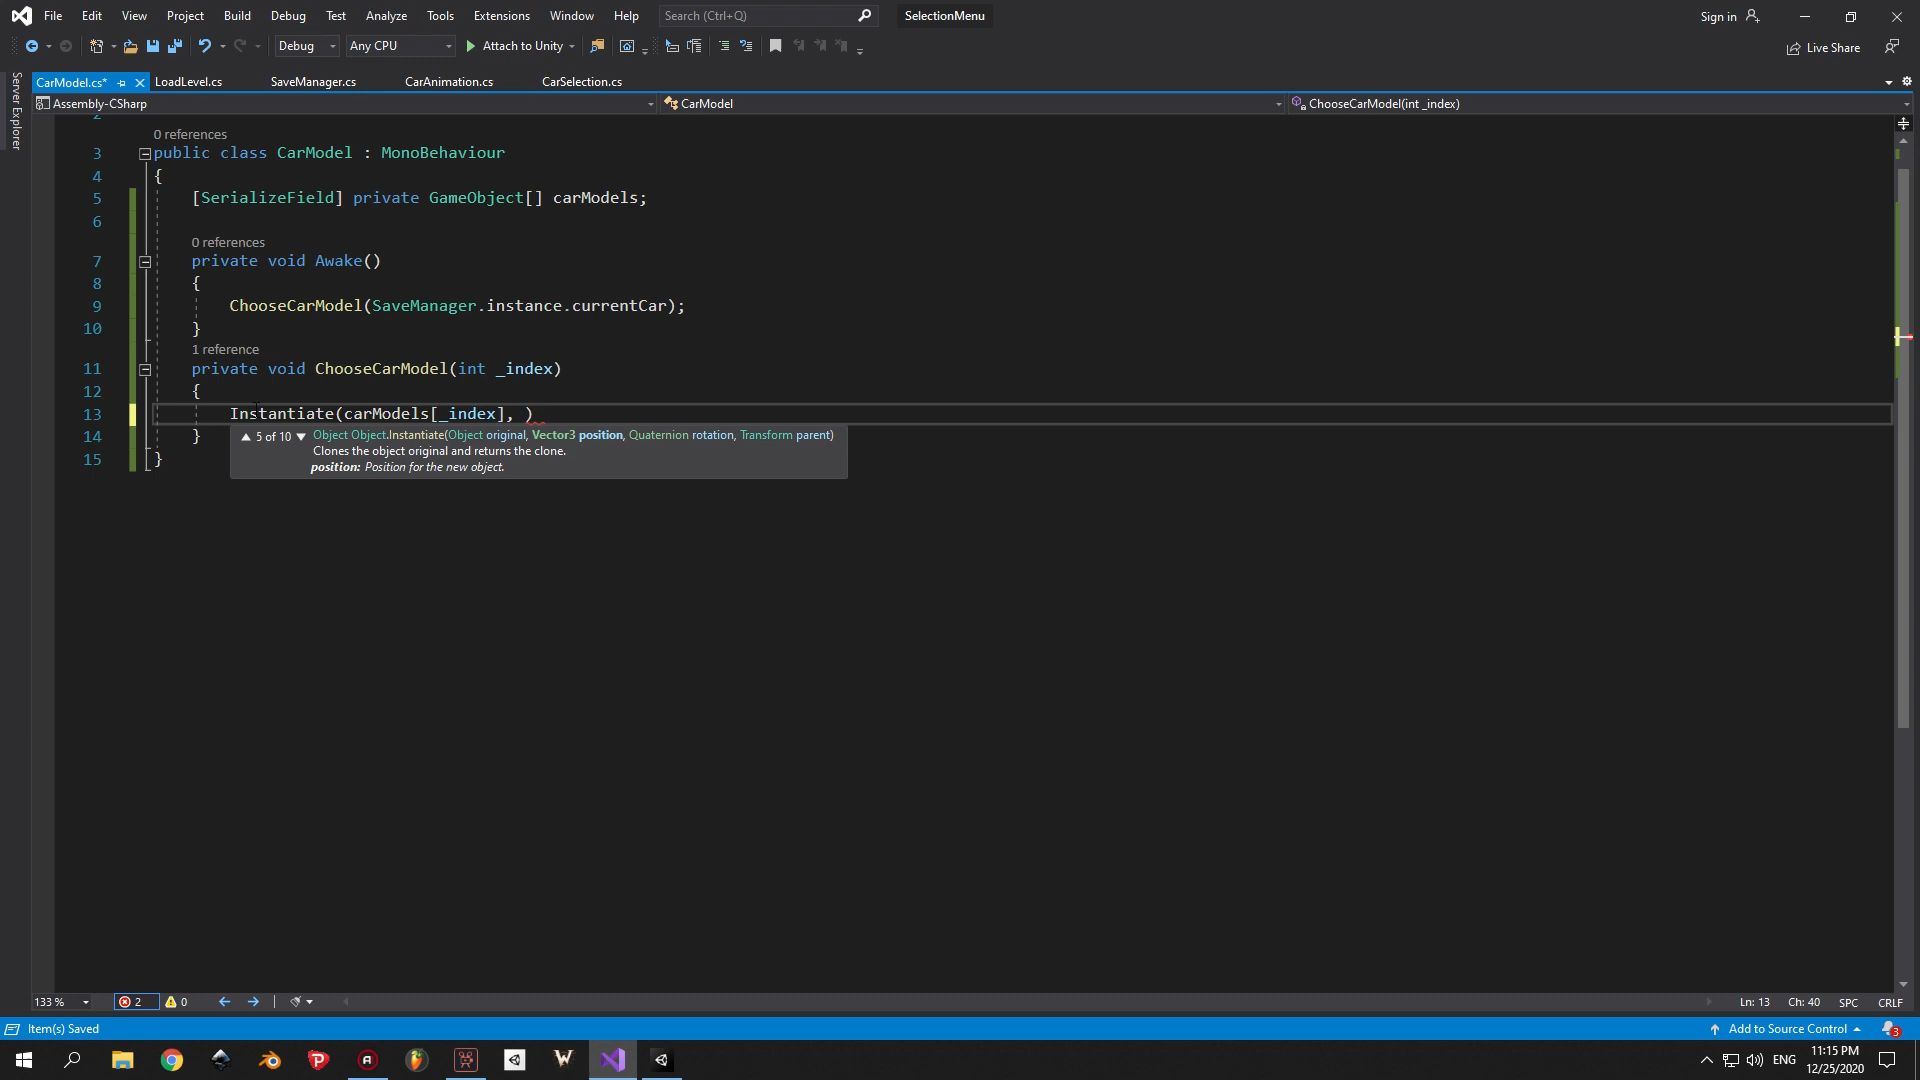 File Edit View Project Build Debug Test Analyze Tools Extensions Window Help Search (Ctrl+Q) SelectionMenu Sign in
Debug Any CPU Attach to Unity Live Share
CarModel.cs* LoadLevel.cs SaveManager.cs CarAnimation.cs CarSelection.cs
Assembly-CSharp CarModel ChooseCarModel(int _index)
Server Explorer
2
0 references
3 public class CarModel : MonoBehaviour
4 {
5 [SerializeField] private GameObject[] carModels;
6
0 references
7 private void Awake()
8 {
9 ChooseCarModel(SaveManager.instance.currentCar);
10 }
1 reference
11 private void ChooseCarModel(int _index)
12 {
13 Instantiate(carModels[_index], )
14 }
▲ 5 of 10 ▼ Object Object.Instantiate(Object original, Vector3 position, Quaternion rotation, Transform parent)
Clones the object original and returns the clone.
position: Position for the new object.
15 }
133 % 2 0 Ln: 13 Ch: 40 SPC CRLF
Item(s) Saved Add to Source Control 3
ENG 11:15 PM
12/25/2020